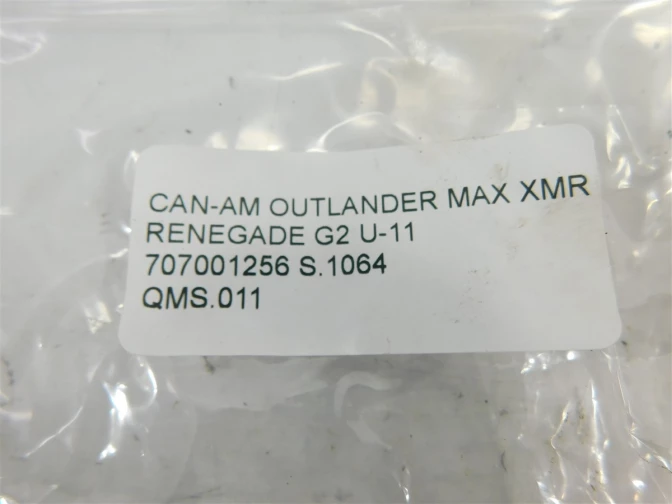 CAN-AM OUTLANDER MAX XMR
RENEGADE G2 U-11
707001256 S.1064
QMS.011